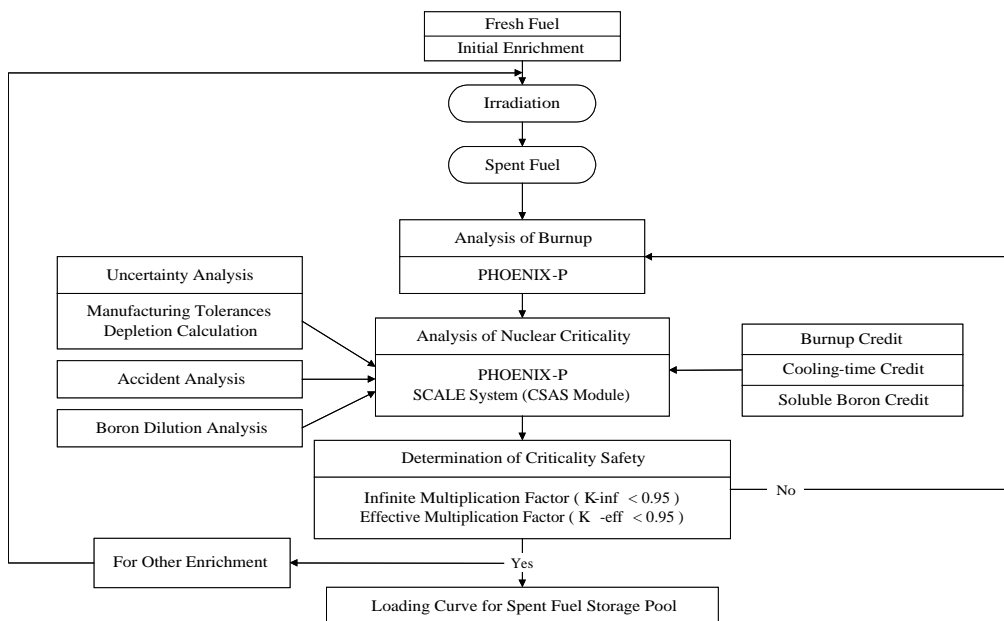 Fresh Fuel
Initial Enrichment
Irradiation
Spent Fuel
Analysis of Burnup
PHOENIX-P
Uncertainty Analysis
Manufacturing Tolerances
Depletion Calculation
Accident Analysis
Boron Dilution Analysis
Analysis of Nuclear Criticality
PHOENIX-P
SCALE System (CSAS Module)
Burnup Credit
Cooling-time Credit
Soluble Boron Credit
Determination of Criticality Safety
Infinite Multiplication Factor ( K-inf < 0.95 )
Effective Multiplication Factor ( K -eff < 0.95 )
No
Yes
For Other Enrichment
Loading Curve for Spent Fuel Storage Pool